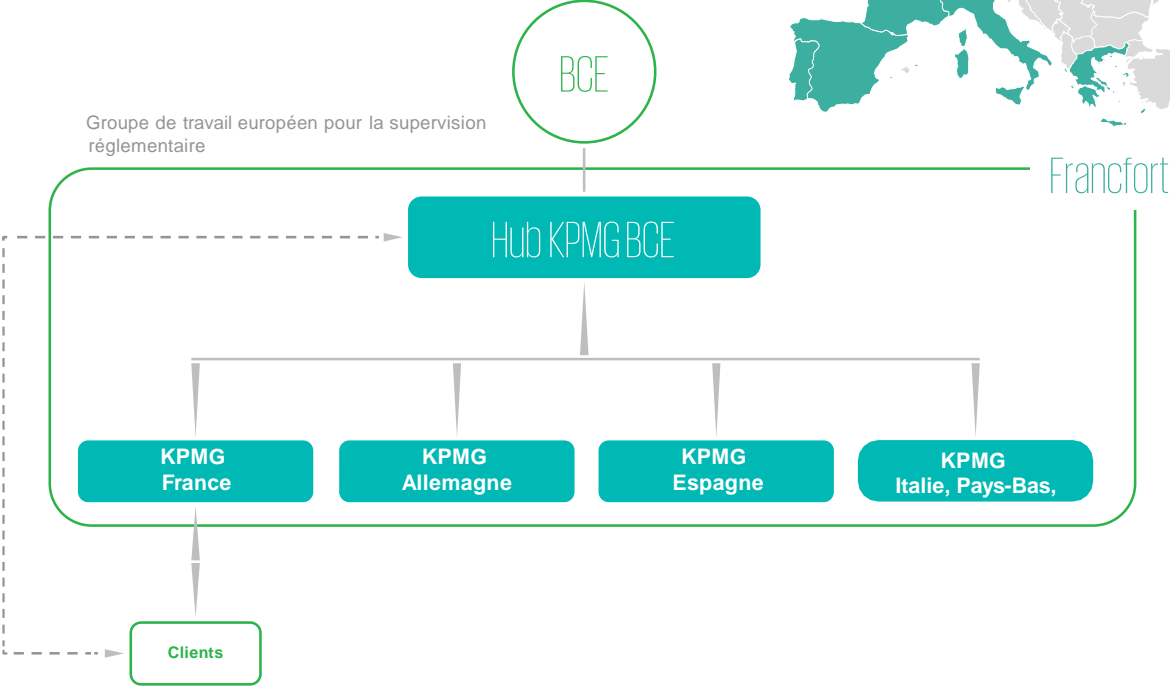 BCE
Groupe de travail européen pour la supervision
réglementaire
Francfort
Hub KPMG BCE
KPMG
France
KPMG
Allemagne
KPMG
Espagne
KPMG
Italie, Pays-Bas,
Clients